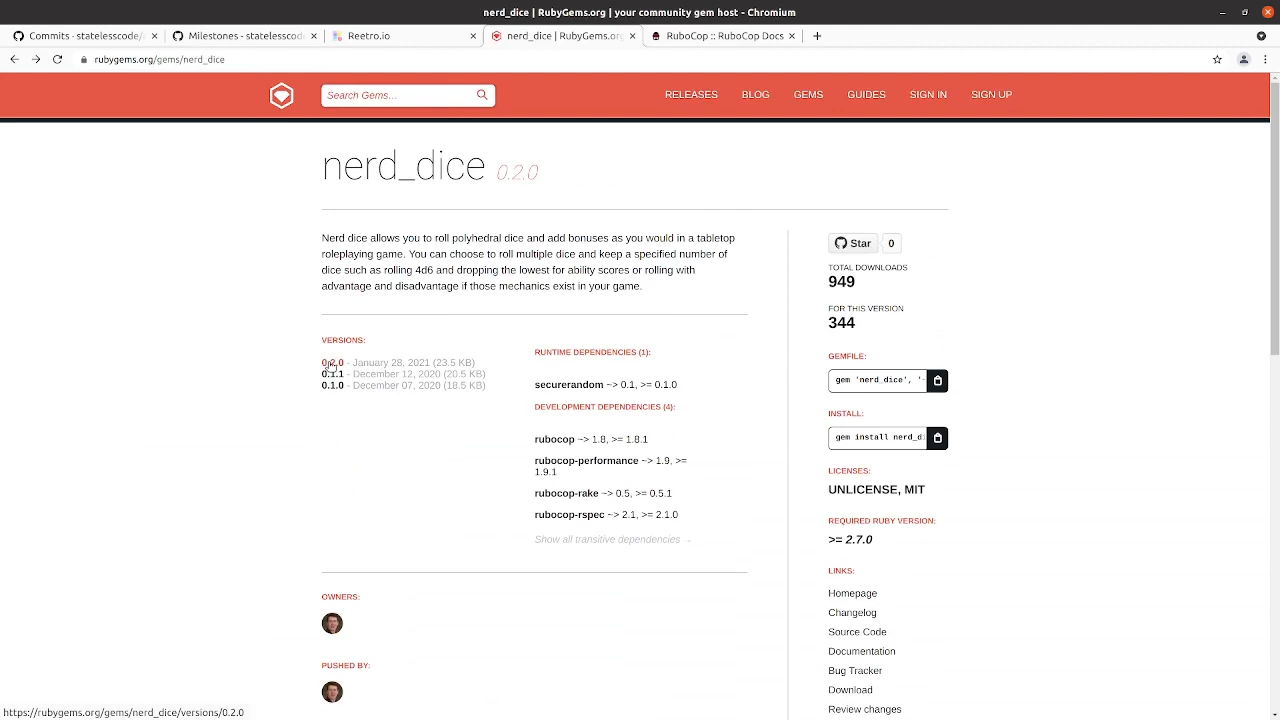 nerd_dice | RubyGems.org | your community gem host - Chromium
Commits - statelesscode/
Milestones - statelesscod
Reetro.io
nerd_dice | RubyGems.org
RuboCop :: RuboCop Docs
rubygems.org/gems/nerd_dice
Search Gems…
RELEASES
BLOG
GEMS
GUIDES
SIGN IN
SIGN UP
nerd_dice 0.2.0
Nerd dice allows you to roll polyhedral dice and add bonuses as you would in a tabletop
roleplaying game. You can choose to roll multiple dice and keep a specified number of
dice such as rolling 4d6 and dropping the lowest for ability scores or rolling with
advantage and disadvantage if those mechanics exist in your game.
VERSIONS:
0.2.0 - January 28, 2021 (23.5 KB)
0.1.1 - December 12, 2020 (20.5 KB)
0.1.0 - December 07, 2020 (18.5 KB)
RUNTIME DEPENDENCIES (1):
securerandom ~> 0.1, >= 0.1.0
DEVELOPMENT DEPENDENCIES (4):
rubocop ~> 1.8, >= 1.8.1
rubocop-performance ~> 1.9, >=
1.9.1
rubocop-rake ~> 0.5, >= 0.5.1
rubocop-rspec ~> 2.1, >= 2.1.0
Show all transitive dependencies →
OWNERS:
PUSHED BY:
Star 0
TOTAL DOWNLOADS
949
FOR THIS VERSION
344
GEMFILE:
gem 'nerd_dice', '~
INSTALL:
gem install nerd_di
LICENSES:
UNLICENSE, MIT
REQUIRED RUBY VERSION:
>= 2.7.0
LINKS:
Homepage
Changelog
Source Code
Documentation
Bug Tracker
Download
Review changes
https://rubygems.org/gems/nerd_dice/versions/0.2.0